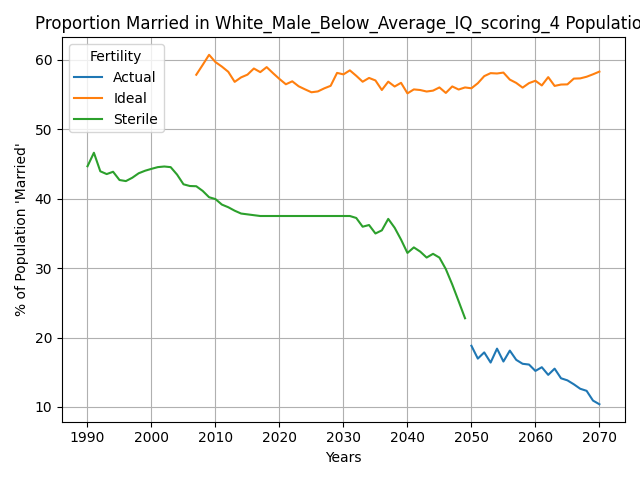 Proportion Married in White_Male_Below_Average_IQ_scoring_4 Populatio
% of Population 'Married'
Fertility
Actual
Ideal
Sterile
60
50
40
30
20
10
1990 2000 2010 2020 2030 2040 2050 2060 2070
Years